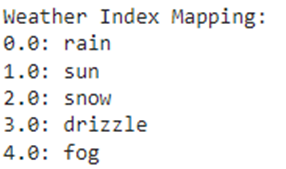 Weather Index Mapping:
0.0: rain
1.0: sun
2.0: snow
3.0: drizzle
4.0: fog